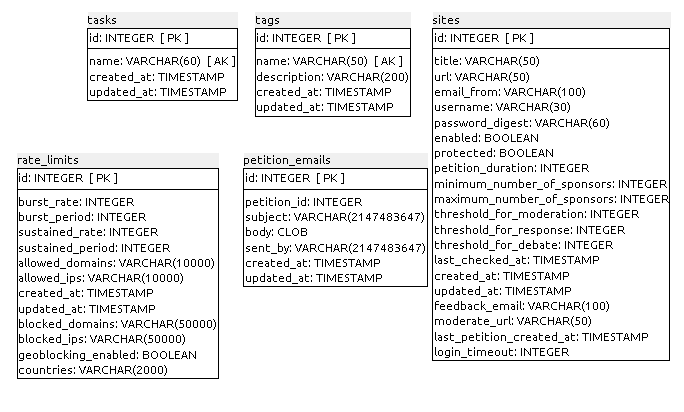 tasks
id: INTEGER [ PK ]
name: VARCHAR(60) [ AK ]
created_at: TIMESTAMP
updated_at: TIMESTAMP
tags
id: INTEGER [ PK ]
name: VARCHAR(50) [ AK ]
description: VARCHAR(200)
created_at: TIMESTAMP
updated_at: TIMESTAMP
sites
id: INTEGER [ PK ]
title: VARCHAR(50)
url: VARCHAR(50)
email_from: VARCHAR(100)
username: VARCHAR(30)
password_digest: VARCHAR(60)
enabled: BOOLEAN
protected: BOOLEAN
petition_duration: INTEGER
minimum_number_of_sponsors: INTEGER
maximum_number_of_sponsors: INTEGER
threshold_for_moderation: INTEGER
threshold_for_response: INTEGER
threshold_for_debate: INTEGER
last_checked_at: TIMESTAMP
created_at: TIMESTAMP
updated_at: TIMESTAMP
feedback_email: VARCHAR(100)
moderate_url: VARCHAR(50)
last_petition_created_at: TIMESTAMP
login_timeout: INTEGER
rate_limits
id: INTEGER [ PK ]
burst_rate: INTEGER
burst_period: INTEGER
sustained_rate: INTEGER
sustained_period: INTEGER
allowed_domains: VARCHAR(10000)
allowed_ips: VARCHAR(10000)
created_at: TIMESTAMP
updated_at: TIMESTAMP
blocked_domains: VARCHAR(50000)
blocked_ips: VARCHAR(50000)
geoblocking_enabled: BOOLEAN
countries: VARCHAR(2000)
petition_emails
id: INTEGER [ PK ]
petition_id: INTEGER
subject: VARCHAR(2147483647)
body: CLOB
sent_by: VARCHAR(2147483647)
created_at: TIMESTAMP
updated_at: TIMESTAMP